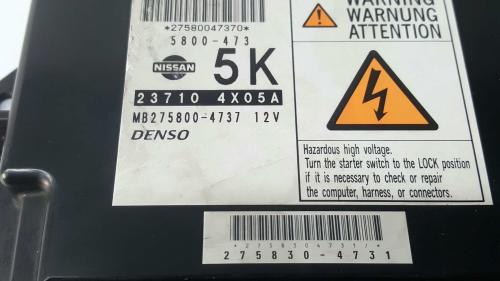 *27580047370*
5800-473
NISSAN
5K
23710 4X05A
MB275800-4737 12V
DENSO
WARNING
WARNUNG
ATTENTION
Hazardous high voltage.
Turn the starter switch to the LOCK position
if it is necessary to check or repair
the computer, harness, or connectors.
*2758304731*
275830-4731